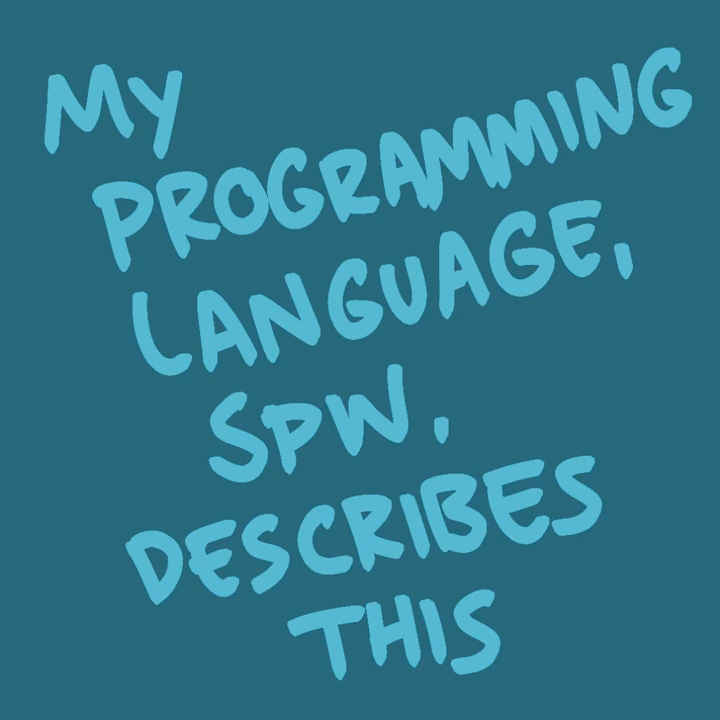 MY
PROGRAMMING
LANGUAGE,
SPW,
DESCRIBES
THIS